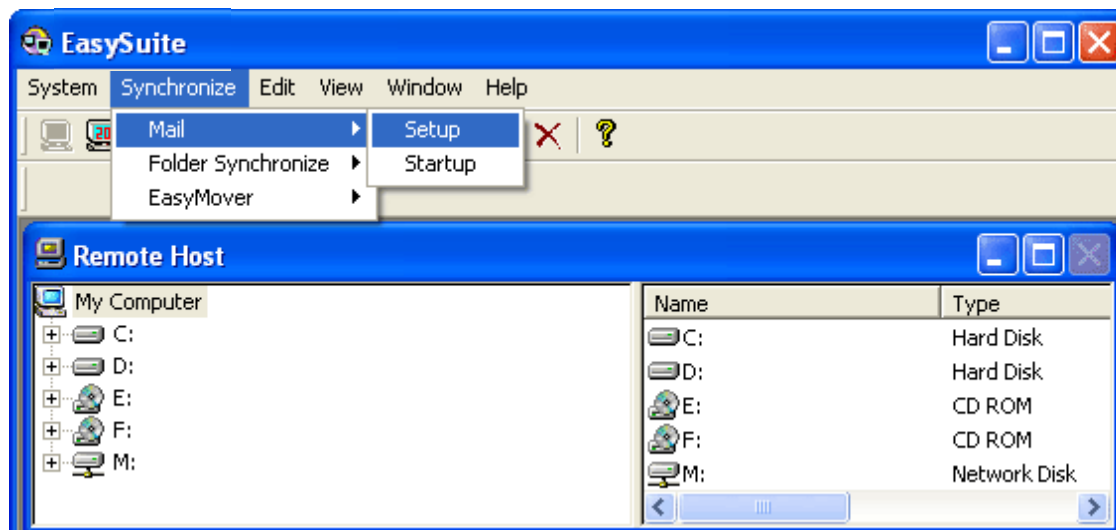 EasySuite
System Synchronize Edit View Window Help
Mail
Setup
Folder Synchronize
Startup
EasyMover
Remote Host
My Computer
Name Type
C:
C: Hard Disk
D:
D: Hard Disk
E:
E: CD ROM
F:
F: CD ROM
M:
M: Network Disk